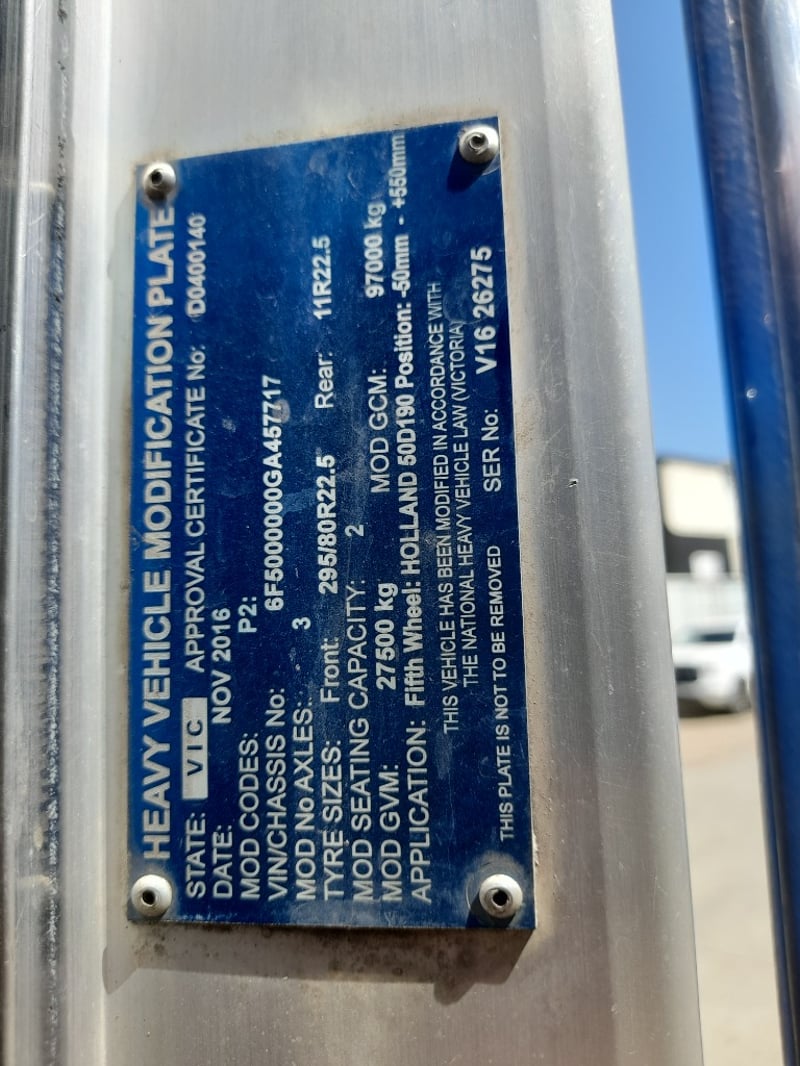 HEAVY VEHICLE MODIFICATION PLATE
STATE: VIC APPROVAL CERTIFICATE No: D0400140
DATE: NOV 2016
MOD CODES: P2:
VIN/CHASSIS No: 6F5000000GA457717
MOD No AXLES: 3
TYRE SIZES: Front: 295/80R22.5 Rear: 11R22.5
MOD SEATING CAPACITY: 2
MOD GVM: 27500 kg MOD GCM: 97000 kg
APPLICATION: Fifth Wheel: HOLLAND 50D190 Position: -50mm - +550mm
THIS VEHICLE HAS BEEN MODIFIED IN ACCORDANCE WITH
THE NATIONAL HEAVY VEHICLE LAW (VICTORIA)
THIS PLATE IS NOT TO BE REMOVED SER No: V16 26275